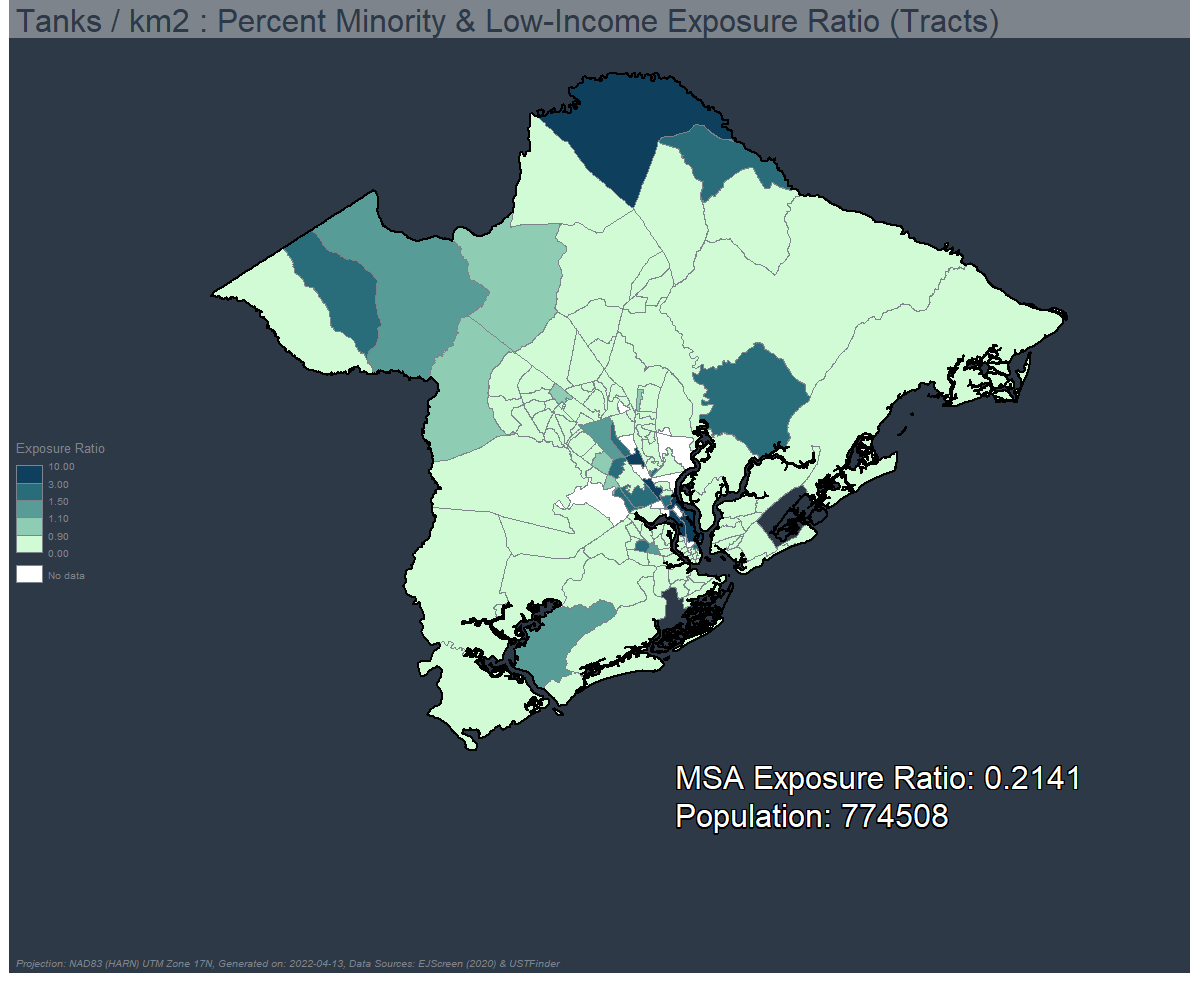 Tanks / km2 : Percent Minority & Low-Income Exposure Ratio (Tracts)
Exposure Ratio
10.00
3.00
1.50
1.10
0.90
0.00
No data
MSA Exposure Ratio: 0.2141
Population: 774508
Projection: NAD83 (HARN) UTM Zone 17N, Generated on: 2022-04-13, Data Sources: EJScreen (2020) & USTFinder